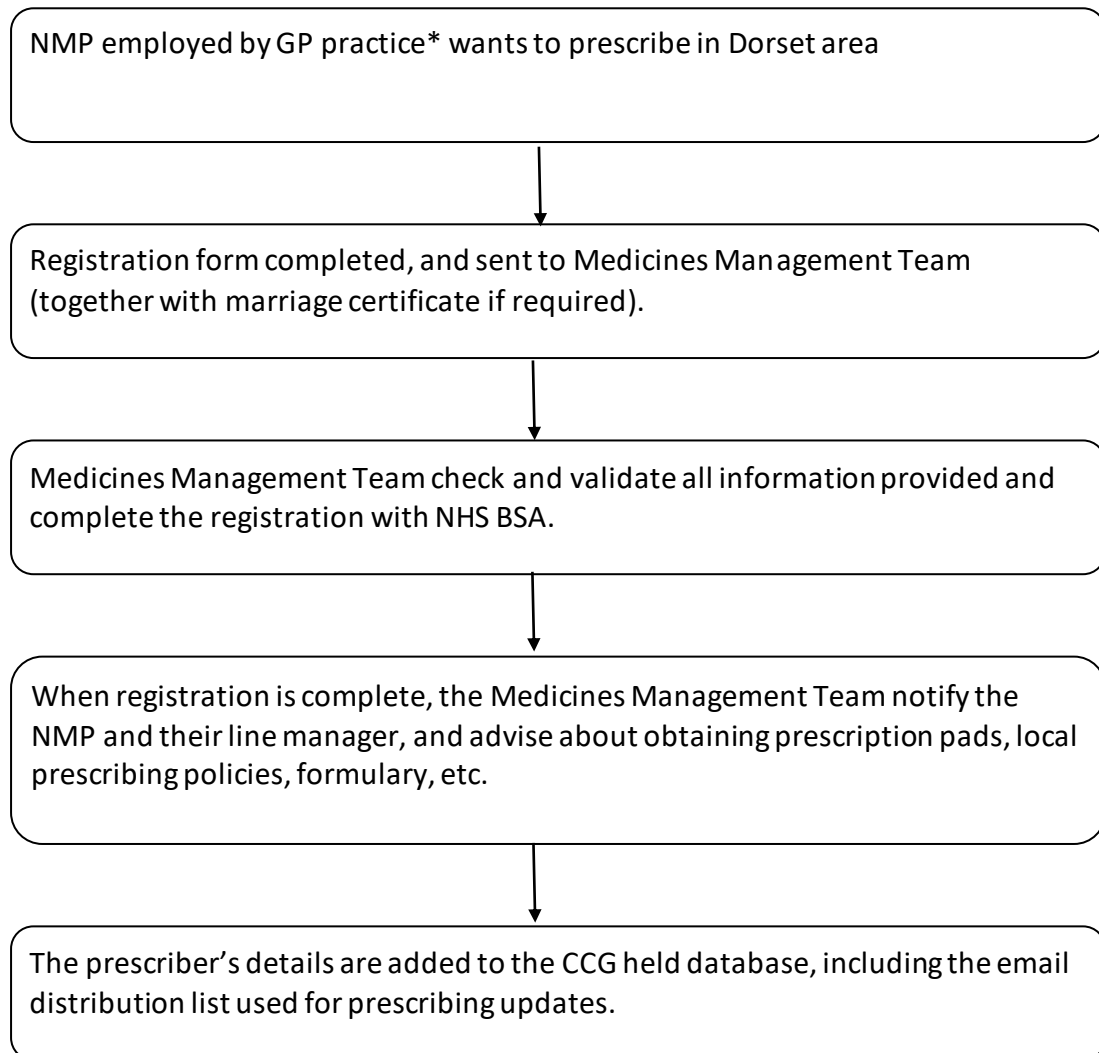 NMP employed by GP practice* wants to prescribe in Dorset area
Registration form completed, and sent to Medicines Management Team
(together with marriage certificate if required).
Medicines Management Team check and validate all information provided and
complete the registration with NHS BSA.
When registration is complete, the Medicines Management Team notify the
NMP and their line manager, and advise about obtaining prescription pads, local
prescribing policies, formulary, etc.
The prescriber’s details are added to the CCG held database, including the email
distribution list used for prescribing updates.